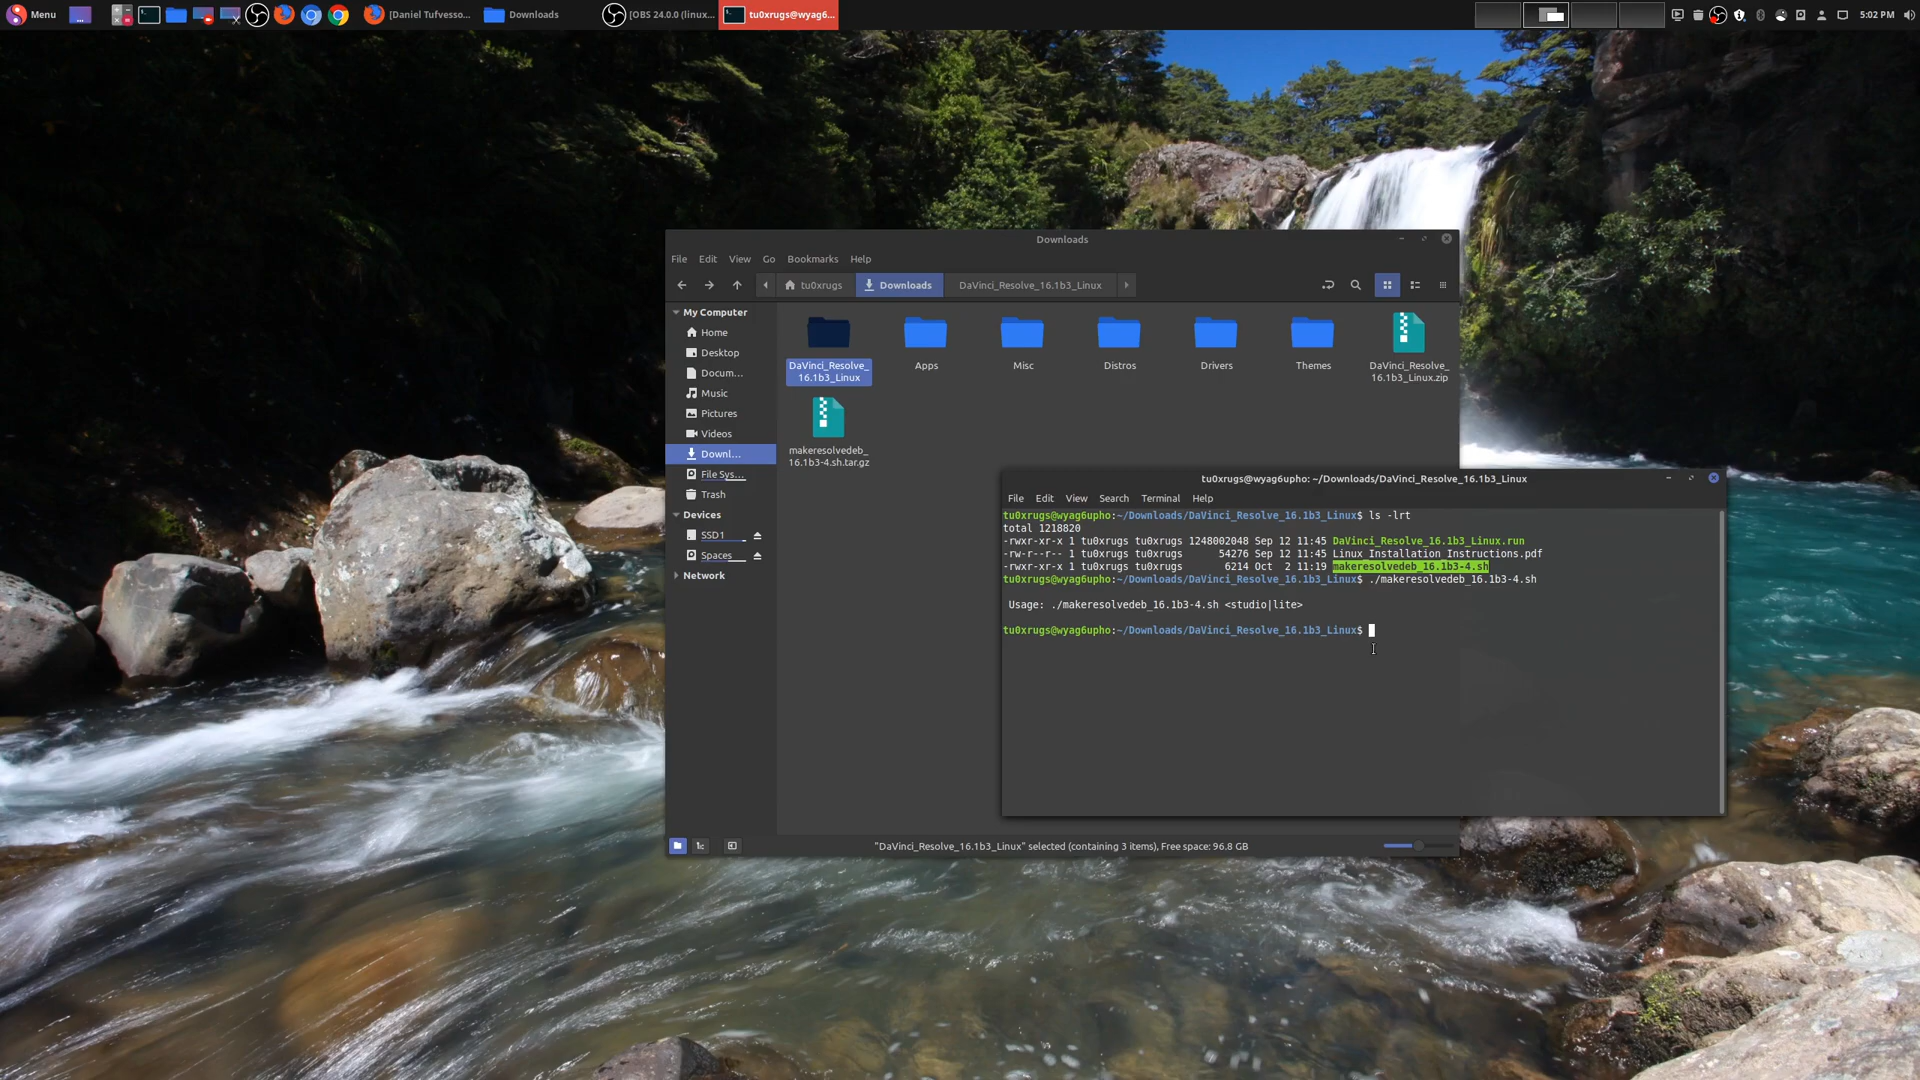 Menu
[Daniel Tufvesso...
Downloads
[OBS 24.0.0 (linux...
tu0xrugs@wyag6...
5:02 PM
Downloads
File Edit View Go Bookmarks Help
tu0xrugs
Downloads
DaVinci_Resolve_16.1b3_Linux
My Computer
Home
Desktop
Docum...
Music
Pictures
Videos
Downl...
File Sys...
Trash
Devices
SSD1
Spaces
Network
DaVinci_Resolve_
16.1b3_Linux
Apps
Misc
Distros
Drivers
Themes
DaVinci_Resolve_
16.1b3_Linux.zip
makeresolvedeb_
16.1b3-4.sh.tar.gz
"DaVinci_Resolve_16.1b3_Linux" selected (containing 3 items), Free space: 96.8 GB
tu0xrugs@wyag6upho: ~/Downloads/DaVinci_Resolve_16.1b3_Linux
File Edit View Search Terminal Help
tu0xrugs@wyag6upho:~/Downloads/DaVinci_Resolve_16.1b3_Linux$ ls -lrt
total 1218820
-rwxr-xr-x 1 tu0xrugs tu0xrugs 1248002048 Sep 12 11:45 DaVinci_Resolve_16.1b3_Linux.run
-rw-r--r-- 1 tu0xrugs tu0xrugs      54276 Sep 12 11:45 Linux_Installation_Instructions.pdf
-rwxr-xr-x 1 tu0xrugs tu0xrugs       6214 Oct  2 11:19 makeresolvedeb_16.1b3-4.sh
tu0xrugs@wyag6upho:~/Downloads/DaVinci_Resolve_16.1b3_Linux$ ./makeresolvedeb_16.1b3-4.sh
Usage: ./makeresolvedeb_16.1b3-4.sh <studio|lite>
tu0xrugs@wyag6upho:~/Downloads/DaVinci_Resolve_16.1b3_Linux$